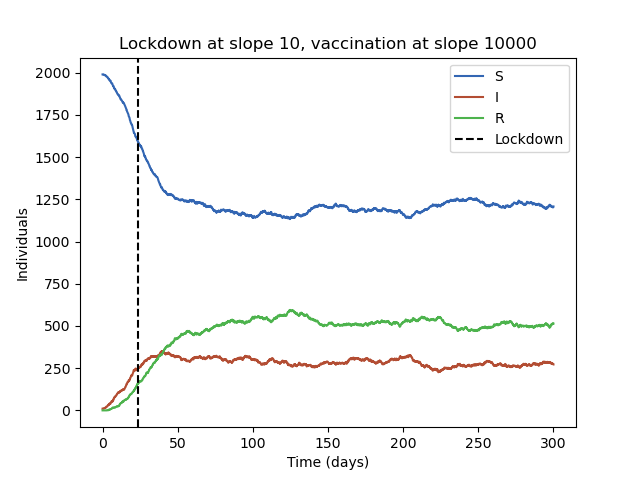 Lockdown at slope 10, vaccination at slope 10000
2000
1750
1500
1250
1000
750
500
250
0
Individuals
S
I
R
Lockdown
0 50 100 150 200 250 300
Time (days)